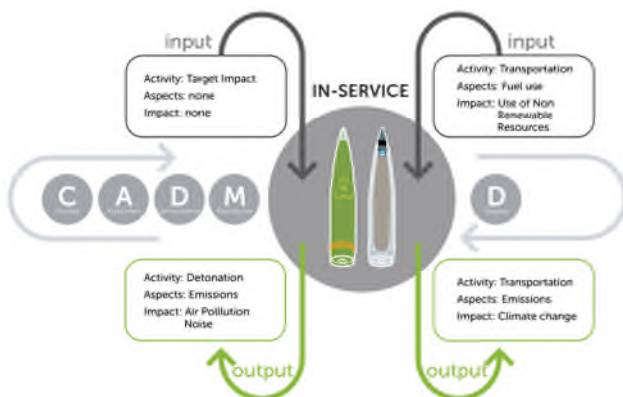 input
input
Activity: Target Impact
Aspects: none
Impact: none
IN-SERVICE
Activity: Transportation
Aspects: Fuel use
Impact: Use of Non
Renewable
Resources
C
A
D
M
D
Activity: Detonation
Aspects: Emissions
Impact: Air Polllution
Noise
Activity: Transportation
Aspects: Emissions
Impact: Climate change
output
output